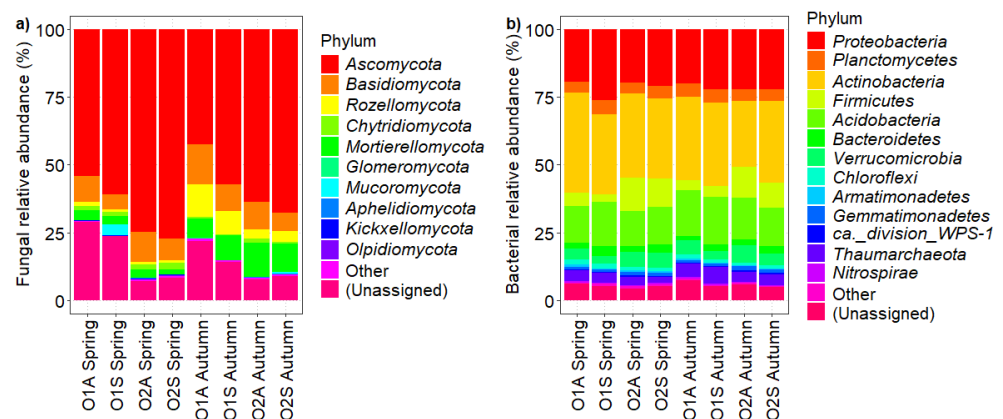 a)
Fungal relative abundance (%)
100
75
50
25
0
O1A Spring
O1S Spring
O2A Spring
O2S Spring
O1A Autumn
O1S Autumn
O2A Autumn
O2S Autumn
Phylum
Ascomycota
Basidiomycota
Rozellomycota
Chytridiomycota
Mortierellomycota
Glomeromycota
Mucoromycota
Aphelidiomycota
Kickxellomycota
Olpidiomycota
Other
(Unassigned)
b)
Bacterial relative abundance (%)
100
75
50
25
0
O1A Spring
O1S Spring
O2A Spring
O2S Spring
O1A Autumn
O1S Autumn
O2A Autumn
O2S Autumn
Phylum
Proteobacteria
Planctomycetes
Actinobacteria
Firmicutes
Acidobacteria
Bacteroidetes
Verrucomicrobia
Chloroflexi
Armatimonadetes
Gemmatimonadetes
ca._division_WPS-1
Thaumarchaeota
Nitrospirae
Other
(Unassigned)